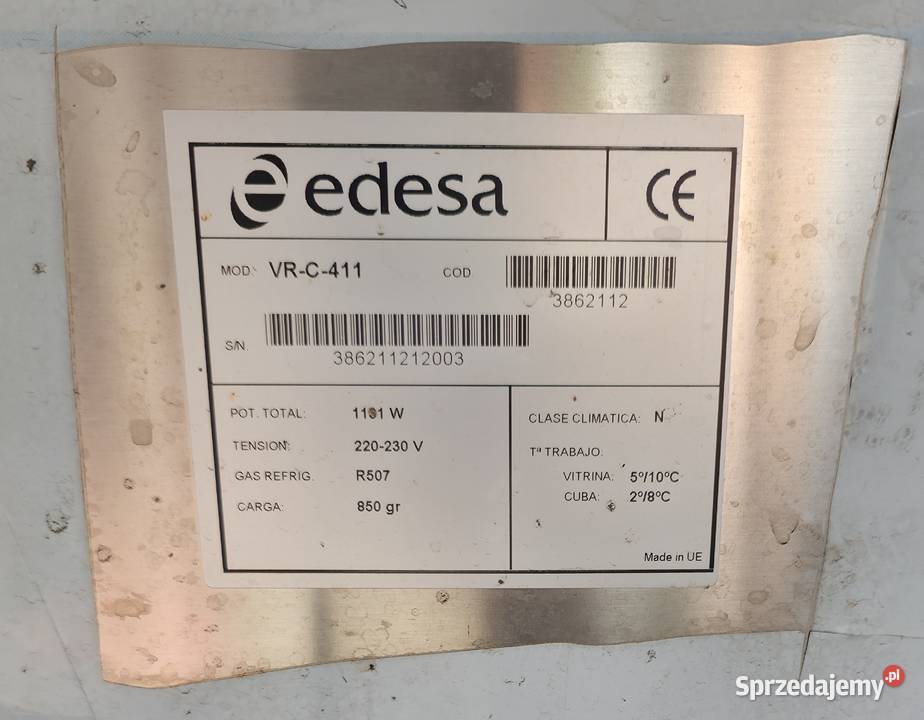 edesa
CE
MOD: VR-C-411 COD
3862112
S/N.
386211212003
POT. TOTAL: 1131 W
TENSION: 220-230 V
GAS REFRIG. R507
CARGA: 850 gr
CLASE CLIMATICA: N
Tª TRABAJO:
VITRINA: 5º/10ºC
CUBA: 2º/8ºC
Made in UE
Sprzedajemy.pl